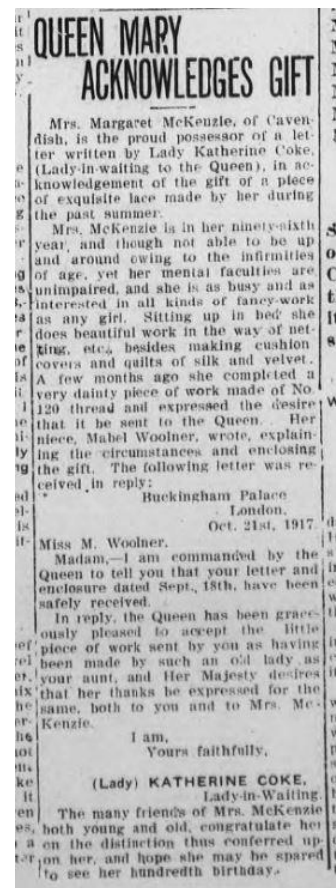 QUEEN MARY
ACKNOWLEDGES GIFT
Mrs. Margaret McKenzie, of Caven-
dish, is the proud possessor of a let-
ter written by Lady Katherine Coke,
(Lady-in-waiting to the Queen), in ac-
knowledgement of the gift of a piece
of exquisite lace made by her during
the past summer.
Mrs. McKenzie is in her ninety-sixth
year, and though not able to be up
and around owing to the infirmities
of age, yet her mental faculties are
unimpaired, and she is as busy and as
interested in all kinds of fancy-work
as any girl. Sitting up in bed she
does beautiful work in the way of net-
ting, etc., besides making cushion
covers and quilts of silk and velvet.
A few months ago she completed a
very dainty piece of work made of No.
120 thread and expressed the desire
that it be sent to the Queen. Her
niece, Mabel Woolner, wrote, explain-
ing the circumstances and enclosing
the gift. The following letter was re-
ceived in reply:
Buckingham Palace
London.
Oct. 21st, 1917.
Miss M. Woolner.
Madam,—I am commanded by the
Queen to tell you that your letter and
enclosure dated Sept., 18th, have been
safely received.
In reply, the Queen has been grac-
ously pleased to accept the little
piece of work sent by you as having
been made by such an old lady as
your aunt, and Her Majesty desires
that her thanks be expressed for the
same, both to you and to Mrs. Mc-
Kenzie.
I am,
Yours faithfully,
(Lady) KATHERINE COKE,
Lady-in-Waiting.
The many friends of Mrs. McKenzie
both young and old, congratulate her
on the distinction thus conferred up-
on her, and hope she may be spared
to see her hundredth birthday.